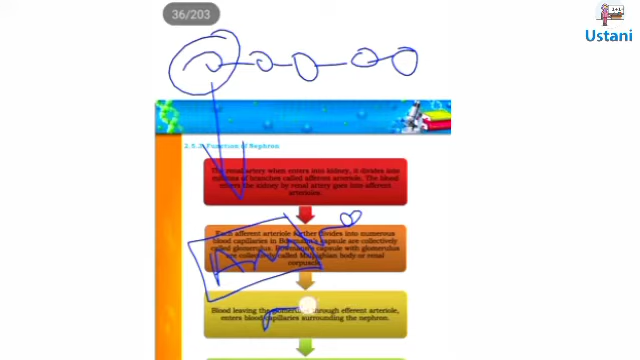 36/203
Ustani
2.5.3 Function of Nephron
The renal artery when enters into kidney, it divides into
millions of branches called afferent arteriole. The blood
enters the kidney by renal artery goes into afferent
arterioles.
Each afferent arteriole further divides into numerous
blood capillaries in Bowman's capsule are collectively
called glomerulus. Bowman's capsule with glomerulus
are collectively called Malpighian body or renal
corpuscle.
Blood leaving the glomerulus through efferent arteriole,
enters blood capillaries surrounding the nephron.